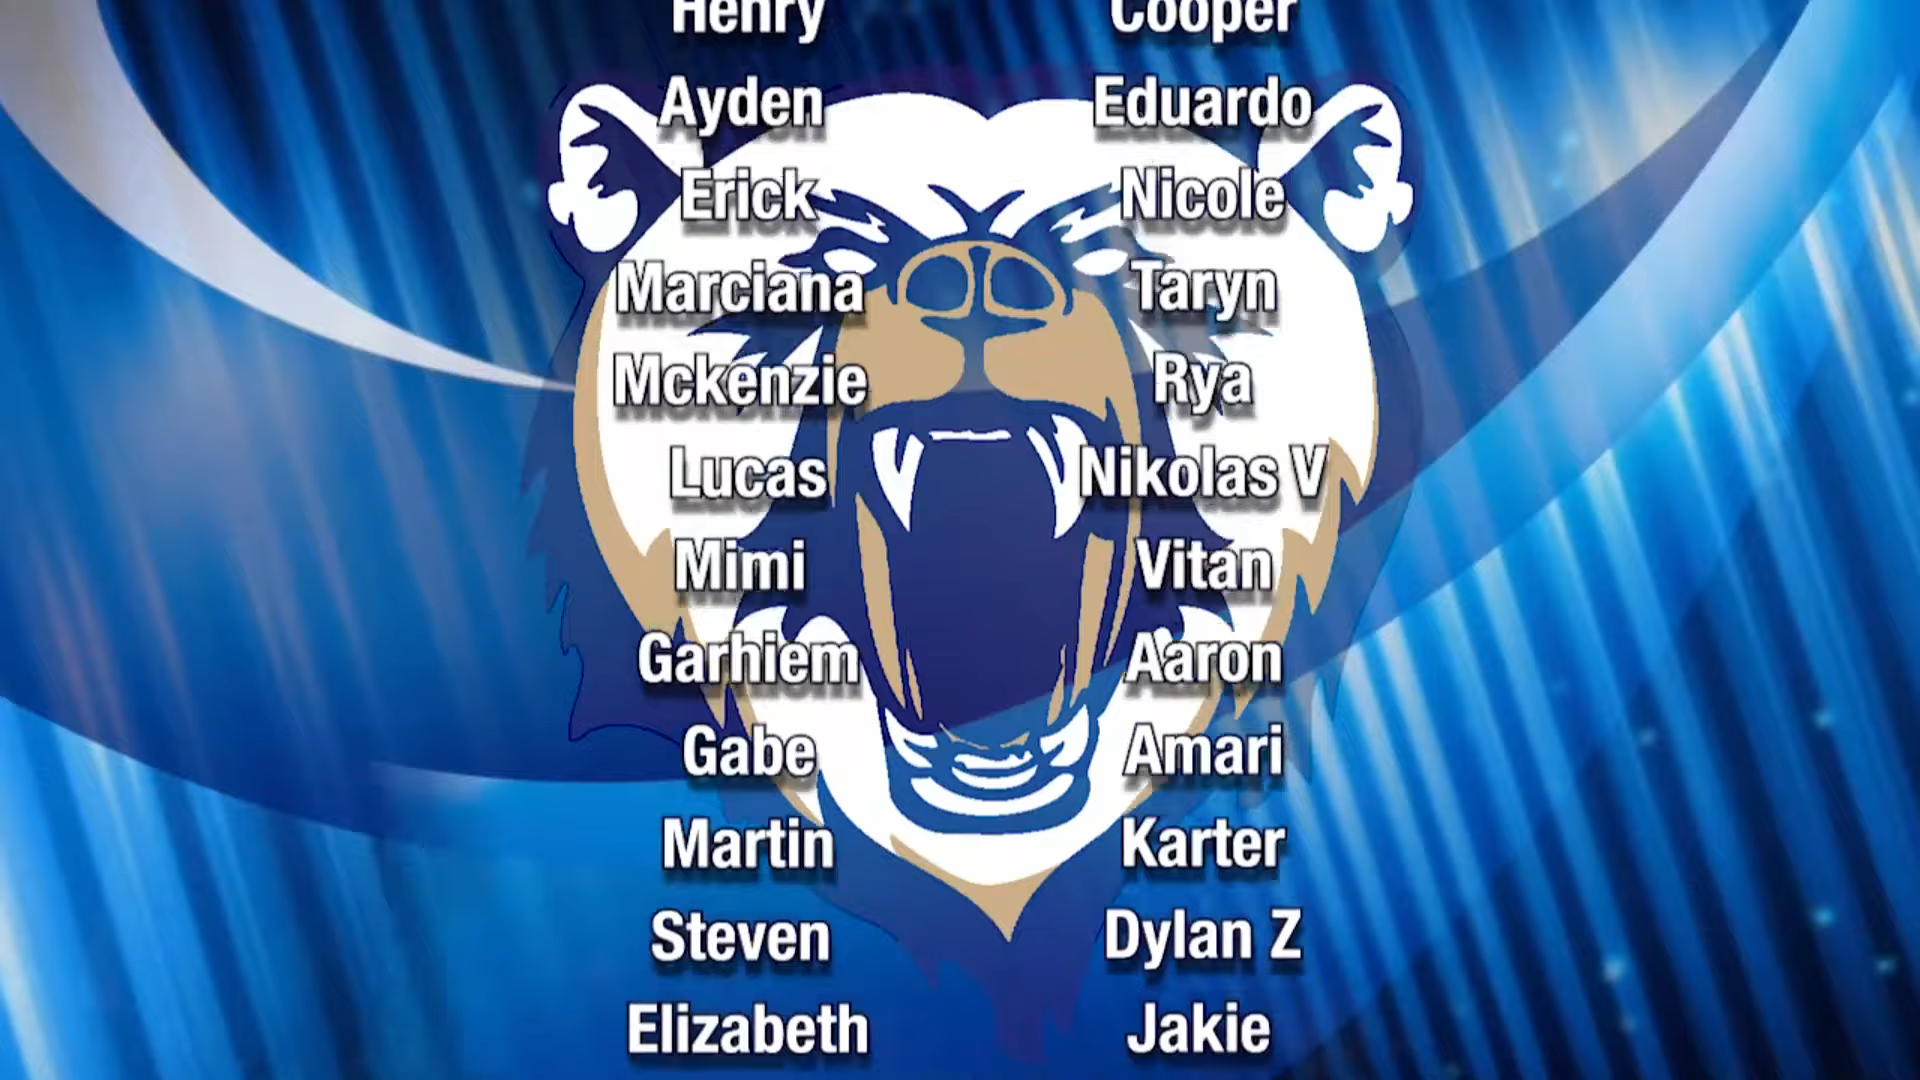 Henry Cooper
Ayden Eduardo
Erick Nicole
Marciana Taryn
Mckenzie Rya
Lucas Nikolas V
Mimi Vitan
Garhiem Aaron
Gabe Amari
Martin Karter
Steven Dylan Z
Elizabeth Jakie